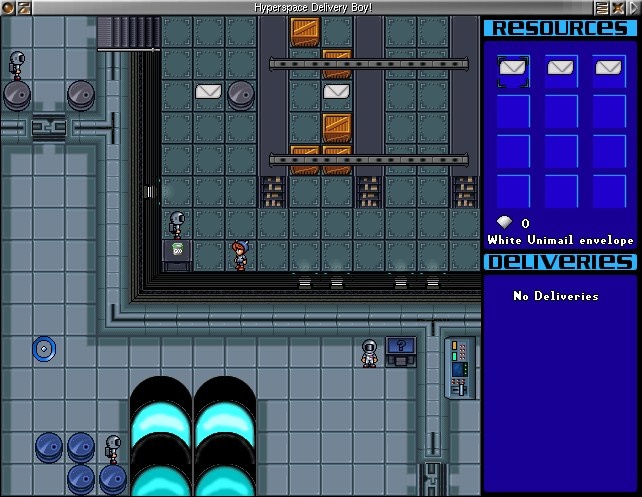 Hyperspace Delivery Boy!
RESOURCES
0
White Unimail envelope
DELIVERIES
No Deliveries
?